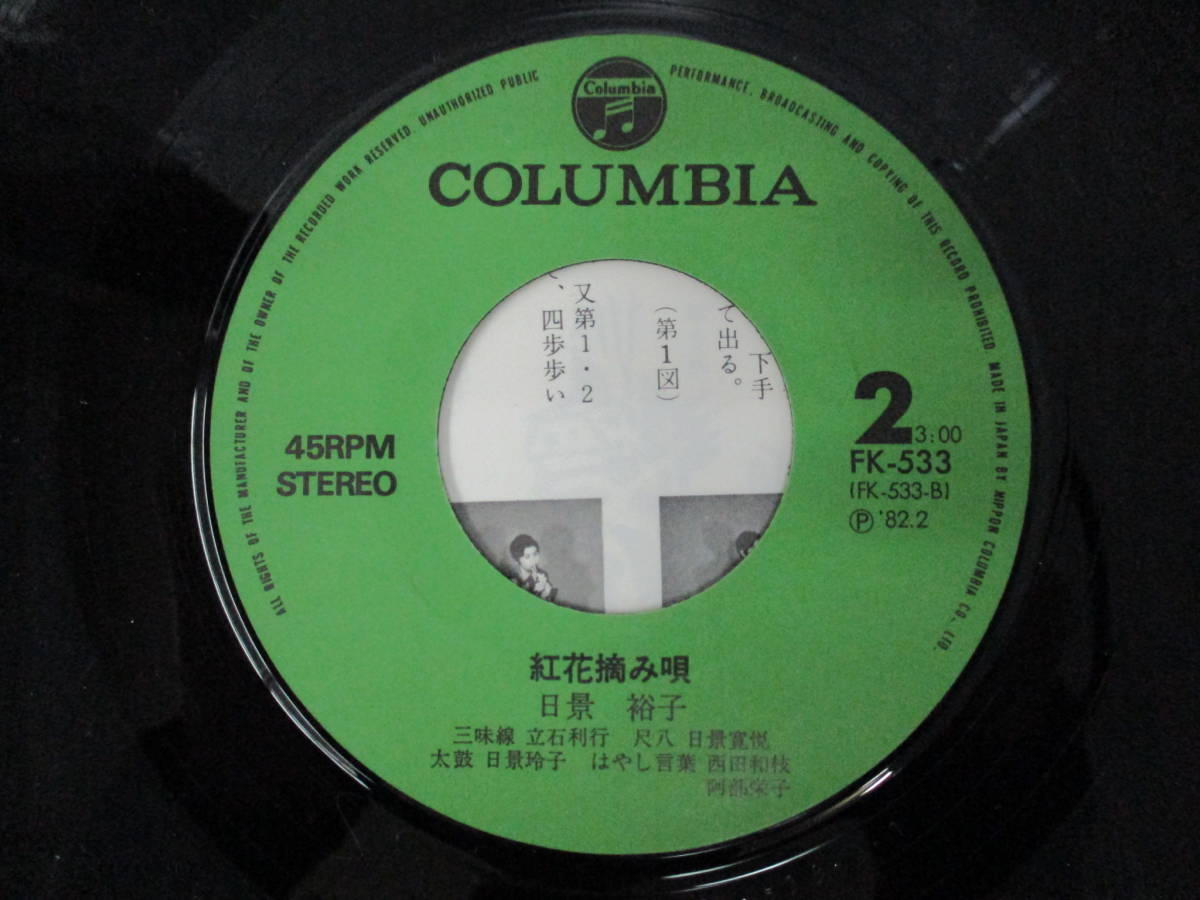 ALL RIGHTS OF THE MANUFACTURER AND OF THE OWNER OF THE RECORDED WORK RESERVED. UNAUTHORIZED PUBLIC PERFORMANCE, BROADCASTING AND COPYING OF THIS RECORD PROHIBITED. MADE IN JAPAN BY NIPPON COLUMBIA CO., LTD.
Columbia
COLUMBIA
下手
て出る。
(第1図)
又第1・2
、四歩歩い
45RPM
STEREO
2 3:00
FK-533
(FK-533-B)
Ⓟ '82.2
紅花摘み唄
日景 裕子
三味線 立石利行 尺八 日景寛悦
太鼓 日景玲子 はやし言葉 西田和枝
阿部栄子